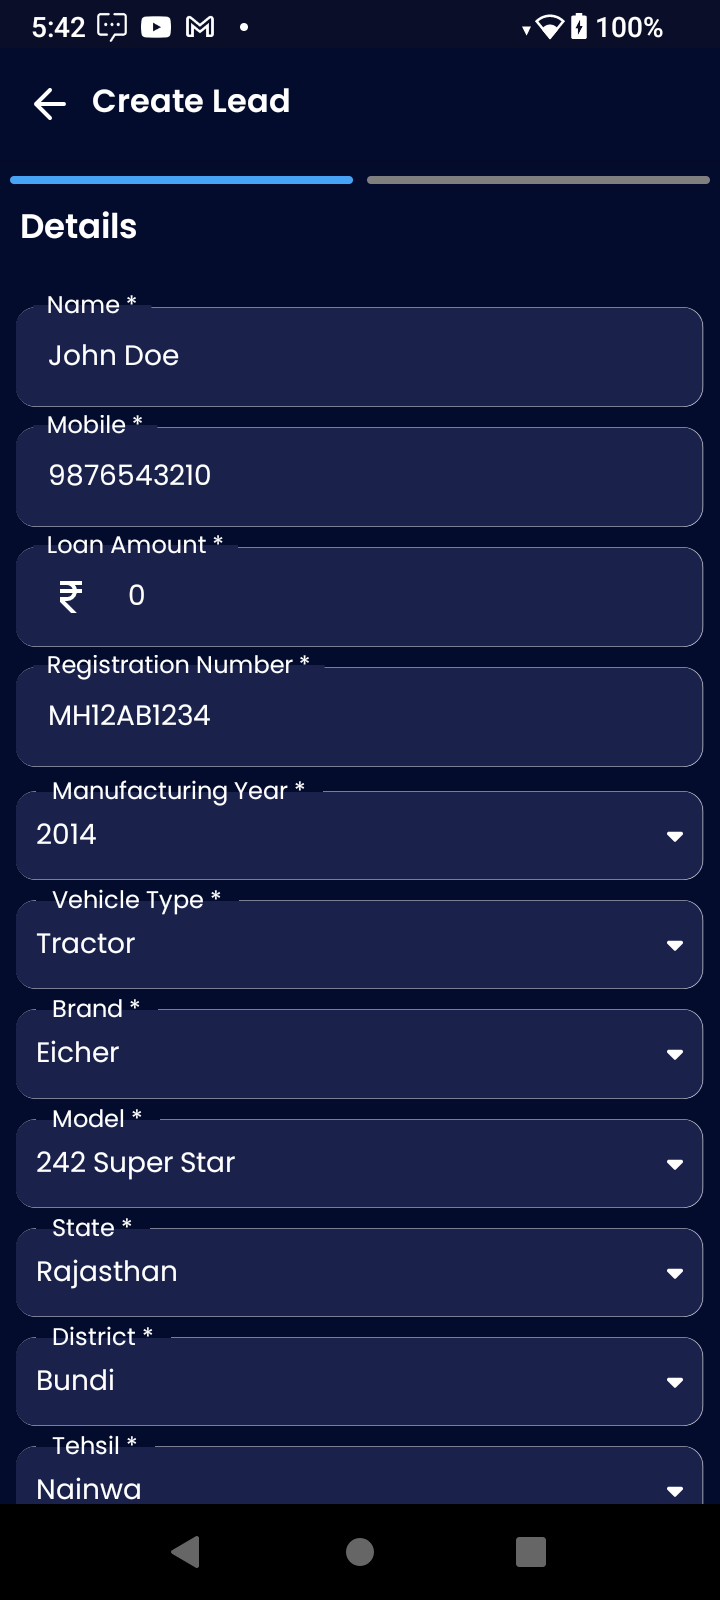 5:42
100%
Create Lead
Details
Name *
John Doe
Mobile *
9876543210
Loan Amount *
₹ 0
Registration Number *
MH12AB1234
Manufacturing Year *
2014
Vehicle Type *
Tractor
Brand *
Eicher
Model *
242 Super Star
State *
Rajasthan
District *
Bundi
Tehsil *
Nainwa